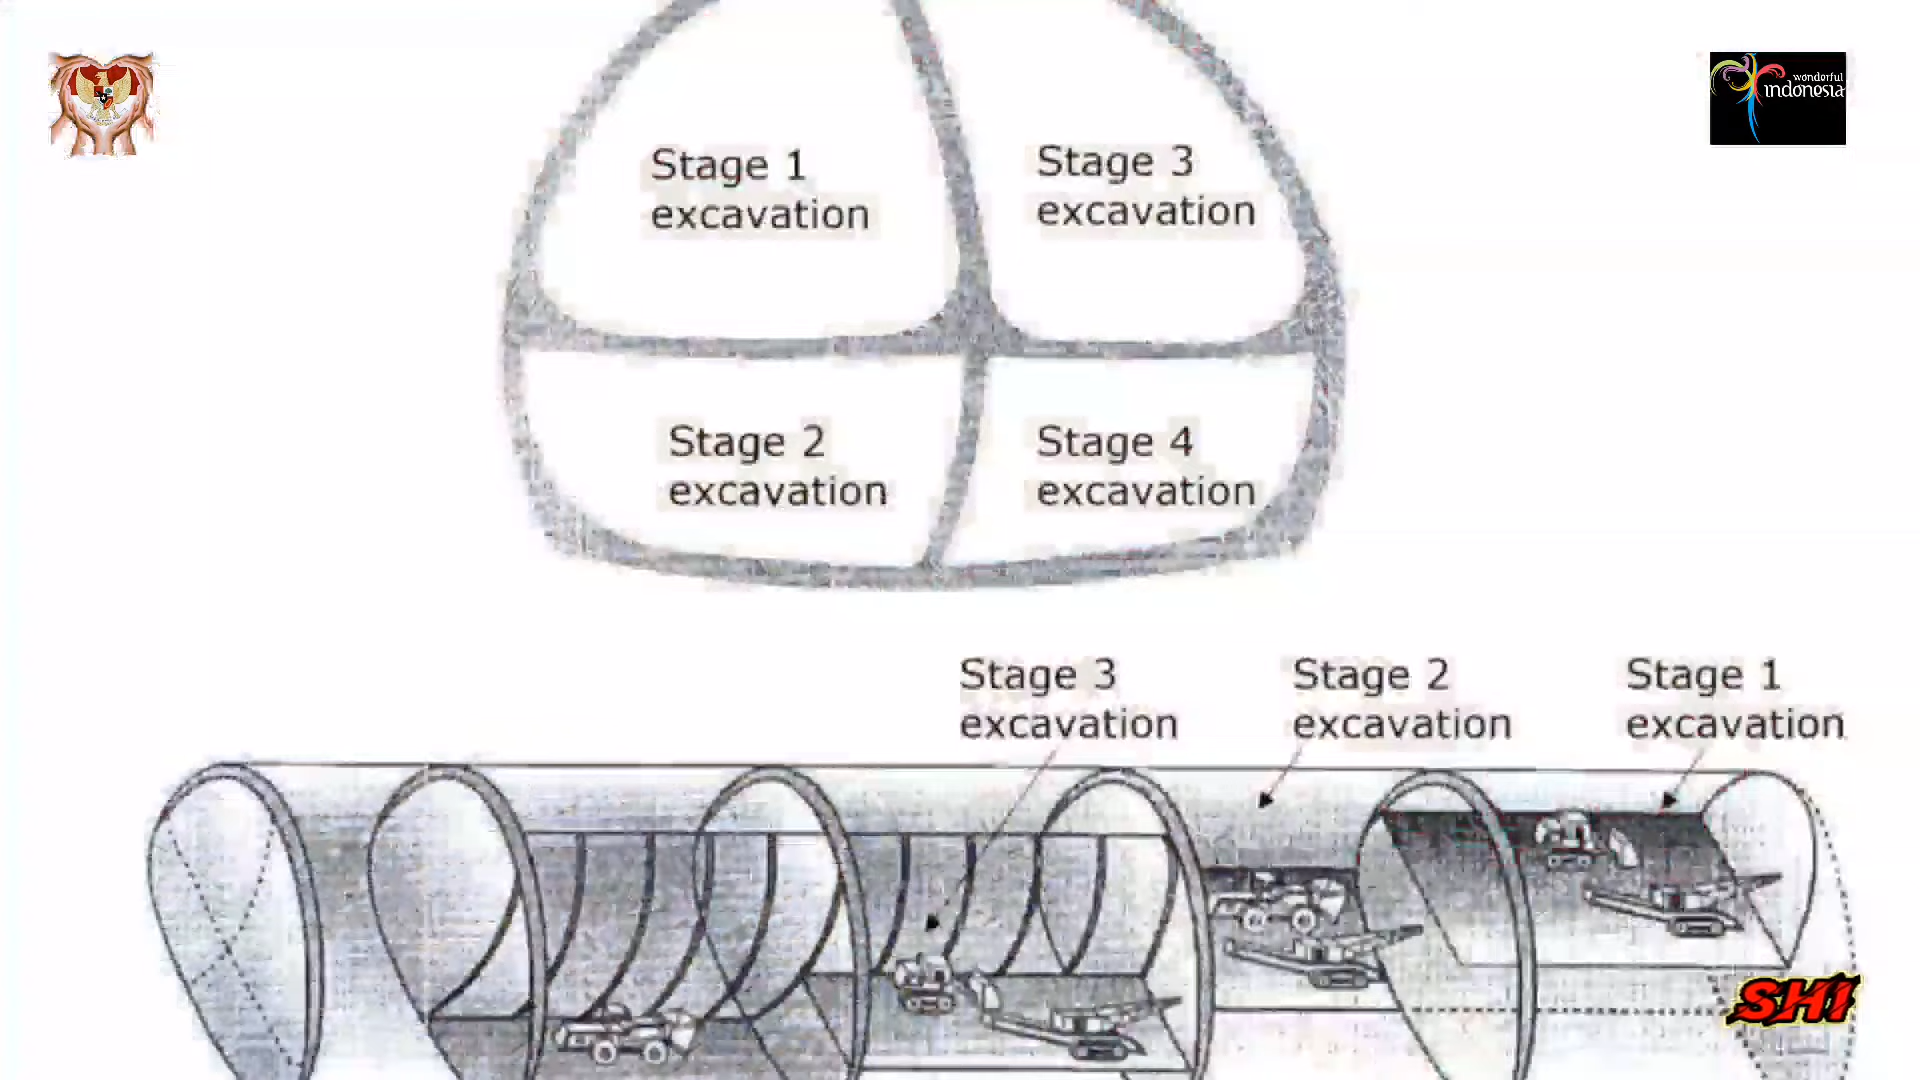 wonderful
indonesia
Stage 1
excavation
Stage 3
excavation
Stage 2
excavation
Stage 4
excavation
Stage 3
excavation
Stage 2
excavation
Stage 1
excavation
SHI